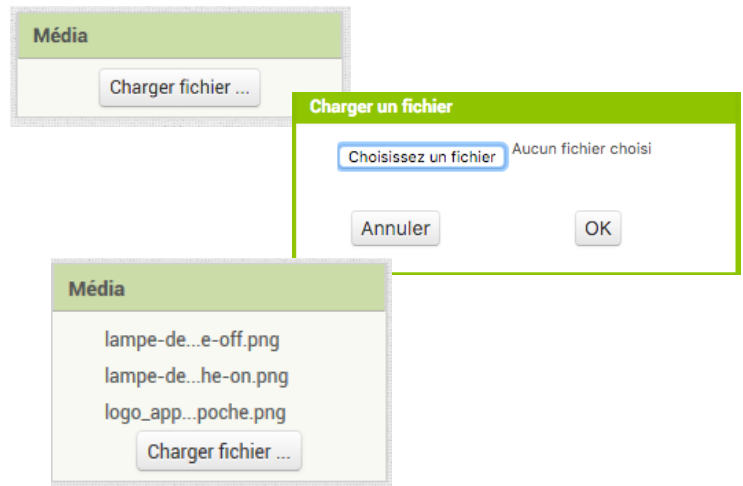 Média
Charger fichier ...
Charger un fichier
Choisissez un fichier Aucun fichier choisi
Annuler OK
Média
lampe-de...e-off.png
lampe-de...he-on.png
logo_app...poche.png
Charger fichier ...